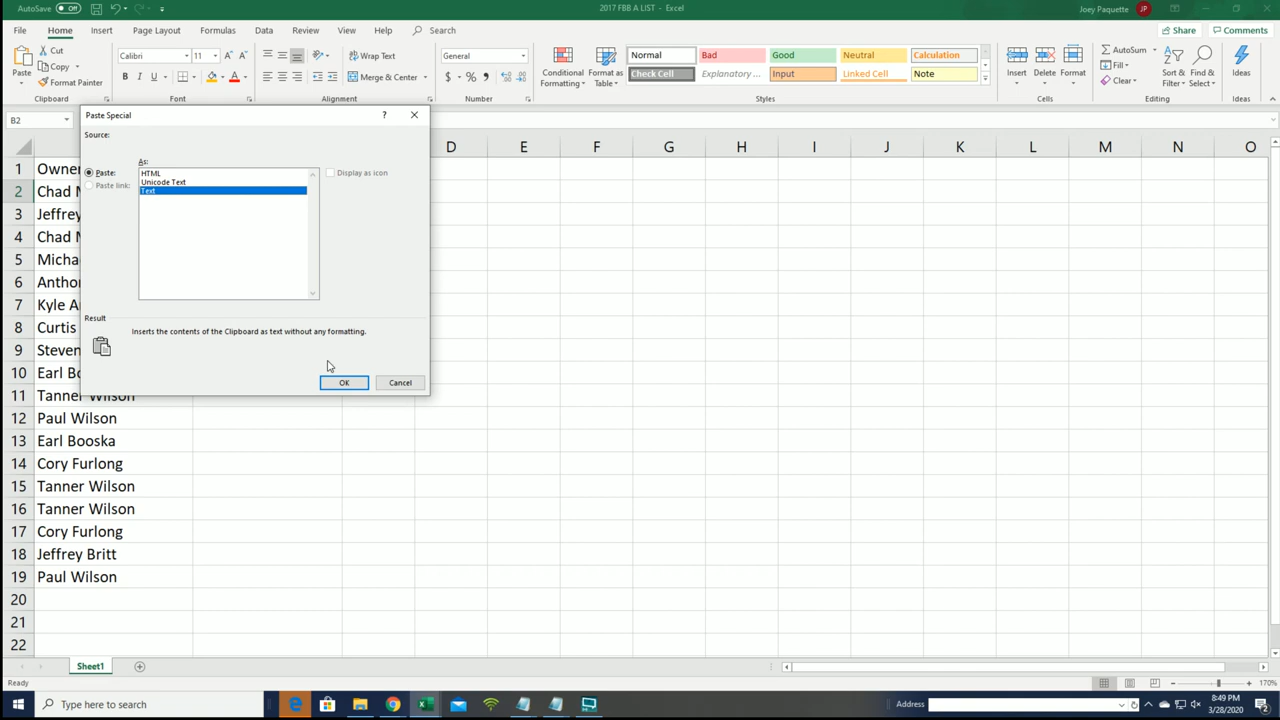 AutoSave Off 2017 FBB A LIST - Excel Joey Paquette JP
File Home Insert Page Layout Formulas Data Review View Help Search Share Comments
Paste Cut Copy Format Painter Clipboard
Calibri 11 B I U A Font
Wrap Text Merge & Center Alignment
General $ % , Number
Conditional Formatting Format as Table
Normal Bad Good Neutral Calculation
Check Cell Explanatory ... Input Linked Cell Note
Styles
Insert Delete Format Cells
AutoSum Fill Clear Sort & Filter Find & Select Editing
Ideas Ideas
B2
Paste Special ?
Source:
As:
Paste:
Paste link:
HTML
Unicode Text
Text
Display as icon
Result
Inserts the contents of the Clipboard as text without any formatting.
OK Cancel
D E F G H I J K L M N O
1 Owner
2 Chad M
3 Jeffrey
4 Chad M
5 Micha
6 Antho
7 Kyle A
8 Curtis
9 Steven
10 Earl Bo
11 Tanner Wilson
12 Paul Wilson
13 Earl Booska
14 Cory Furlong
15 Tanner Wilson
16 Tanner Wilson
17 Cory Furlong
18 Jeffrey Britt
19 Paul Wilson
20
21
22
Sheet1
Ready 170%
Type here to search Address 8:49 PM
3/28/2020